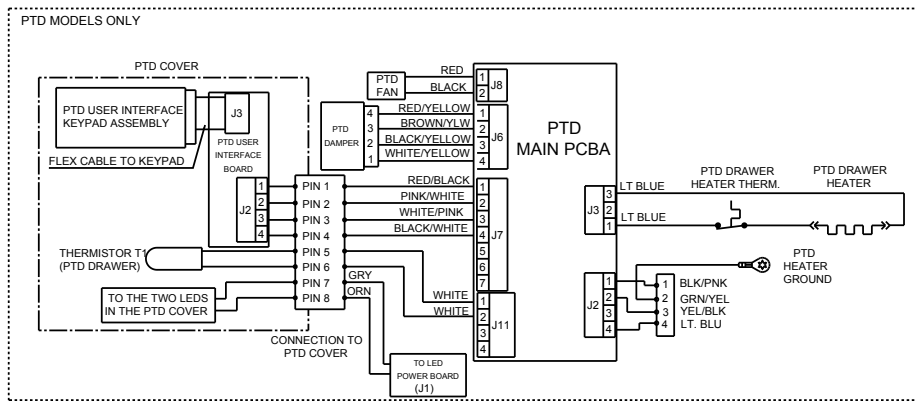 PTD MODELS ONLY
PTD COVER
PTD USER INTERFACE
KEYPAD ASSEMBLY
FLEX CABLE TO KEYPAD
J3
PTD USER
INTERFACE
BOARD
J2
1
2
3
4
THERMISTOR T1
(PTD DRAWER)
TO THE TWO LEDS
IN THE PTD COVER
PIN 1
PIN 2
PIN 3
PIN 4
PIN 5
PIN 6
PIN 7
PIN 8
CONNECTION TO
PTD COVER
GRY
ORN
TO LED
POWER BOARD
(J1)
PTD
FAN
RED
BLACK
1
2
J8
PTD
DAMPER
4
3
2
1
RED/YELLOW
BROWN/YLW
BLACK/YELLOW
WHITE/YELLOW
1
2
3
4
J6
RED/BLACK
PINK/WHITE
WHITE/PINK
BLACK/WHITE
1
2
3
4
5
6
7
J7
WHITE
WHITE
1
2
3
4
J11
PTD
MAIN PCBA
J3
3
2
1
LT BLUE
LT BLUE
PTD DRAWER
HEATER THERM.
PTD DRAWER
HEATER
PTD
HEATER
GROUND
J2
1
2
3
4
1
2
3
4
BLK/PNK
GRN/YEL
YEL/BLK
LT. BLU